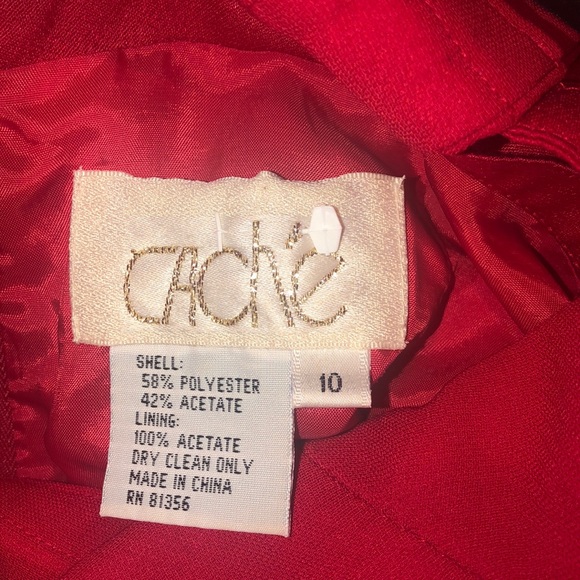 CAché
SHELL:
58% POLYESTER
42% ACETATE
LINING:
100% ACETATE
DRY CLEAN ONLY
MADE IN CHINA
RN 81356
10